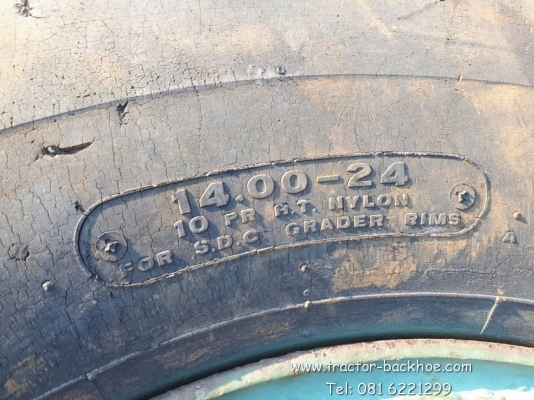 14.00-24
10 PR H.T. NYLON
FOR S.D.C GRADER RIMS
www.tractor-backhoe.com
Tel: 081 6221299